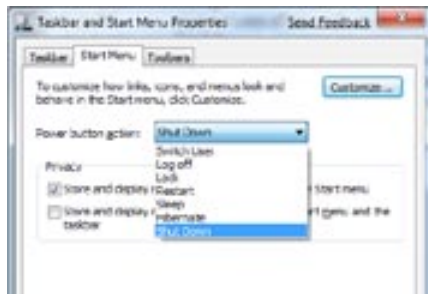 Taskbar and Start Menu Properties Send Feedback
Taskbar Start Menu Toolbars
To customize how links, icons, and menus look and behave in the Start menu, click Customize.
Customize...
Power button action: Shut Down
Switch User
Log off
Lock
Restart
Sleep
Hibernate
Shut Down
Privacy
Store and display Start menu
Store and display menu and the taskbar